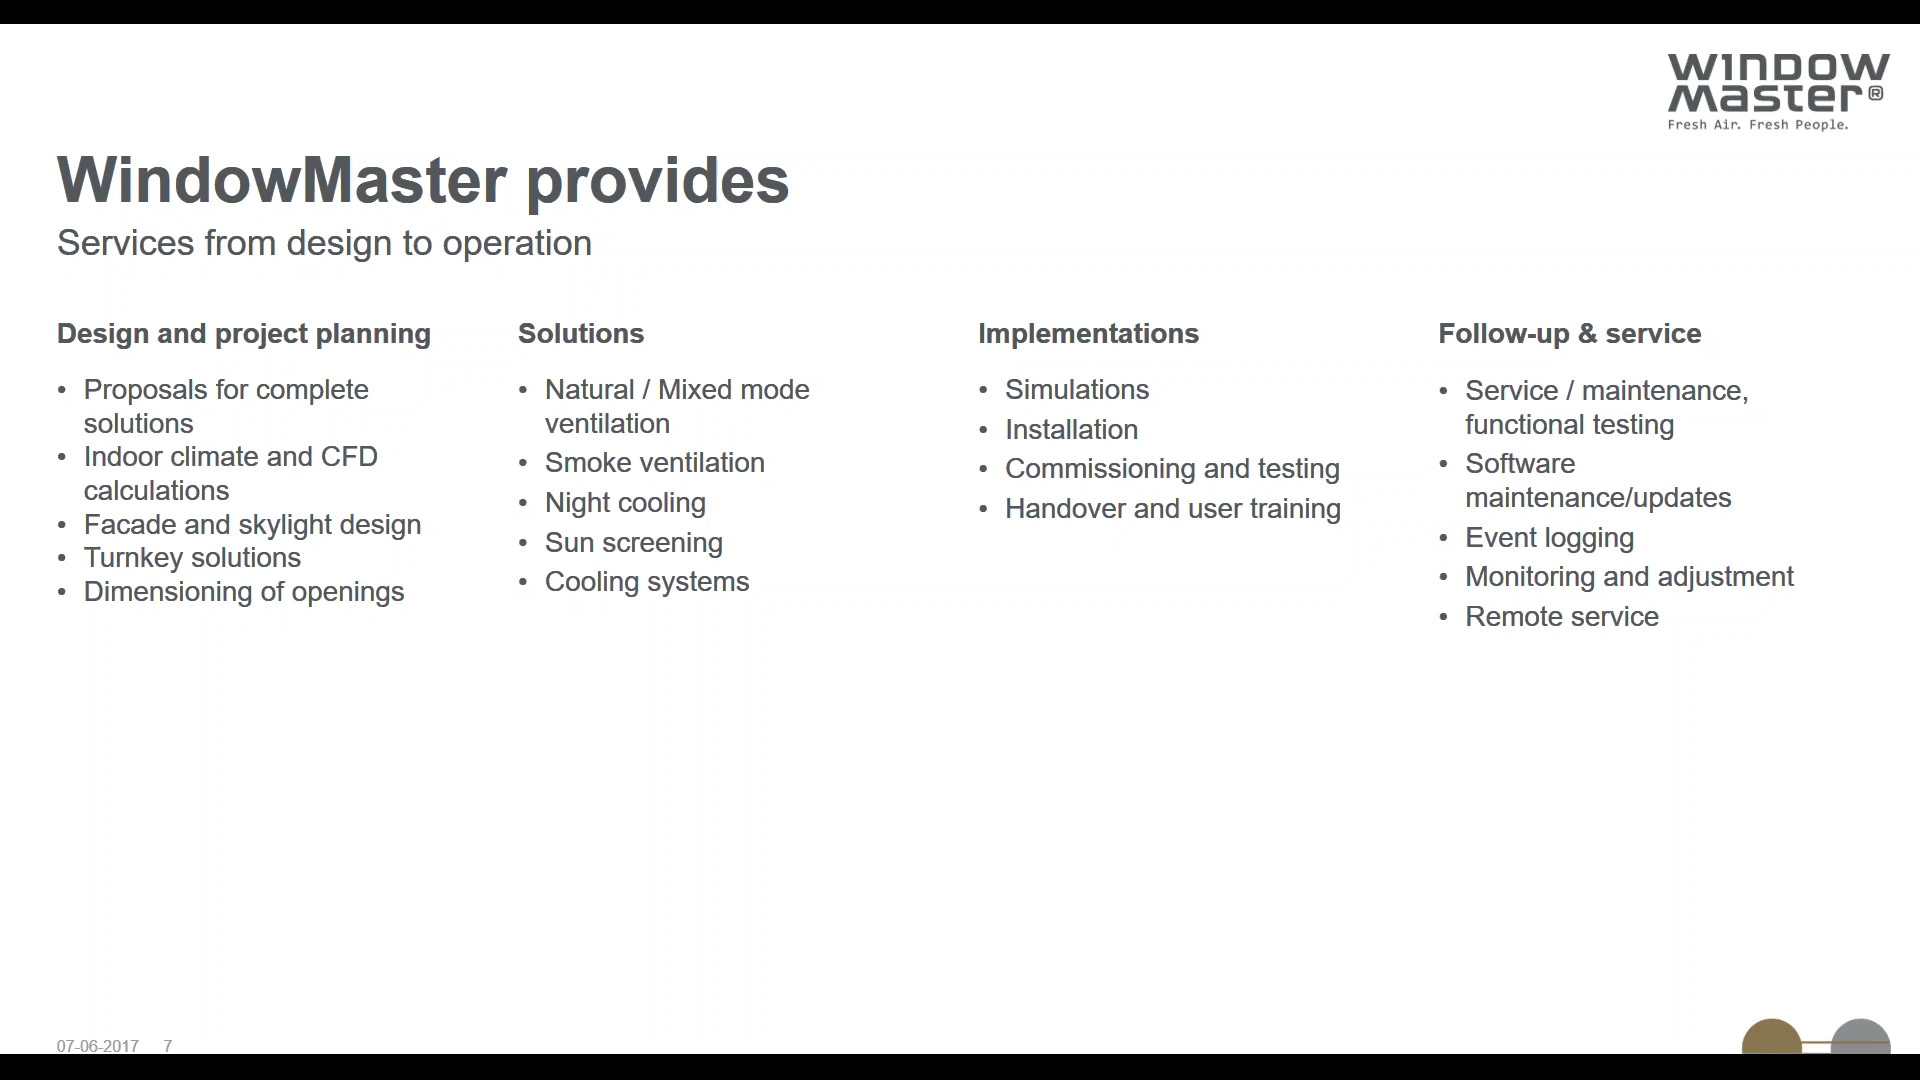 WINDOW
Master®
Fresh Air. Fresh People.
WindowMaster provides
Services from design to operation
Design and project planning
• Proposals for complete
solutions
• Indoor climate and CFD
calculations
• Facade and skylight design
• Turnkey solutions
• Dimensioning of openings
Solutions
• Natural / Mixed mode
ventilation
• Smoke ventilation
• Night cooling
• Sun screening
• Cooling systems
Implementations
• Simulations
• Installation
• Commissioning and testing
• Handover and user training
Follow-up & service
• Service / maintenance,
functional testing
• Software
maintenance/updates
• Event logging
• Monitoring and adjustment
• Remote service
07-06-2017 7